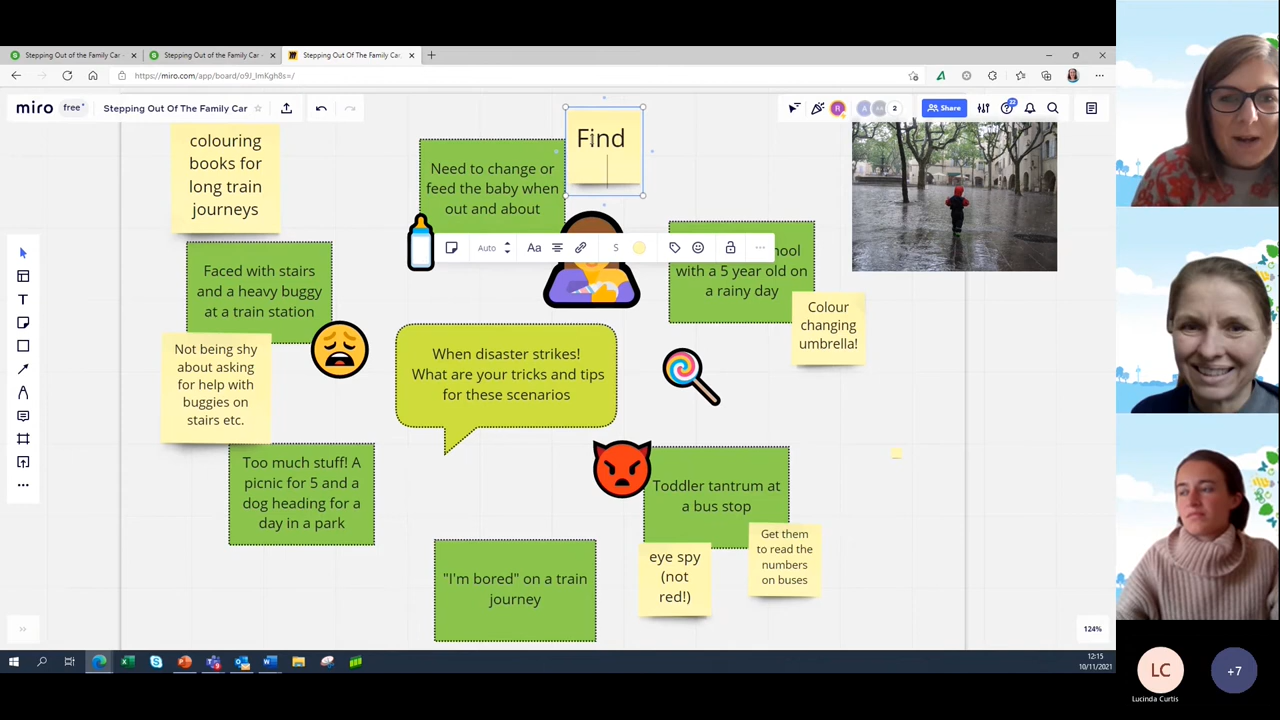 Stepping Out of the Family Car -
Stepping Out of the Family Car -
Stepping Out Of The Family Car,
https://miro.com/app/board/o9J_lmKgh8s=/
miro
free
Stepping Out Of The Family Car
R
A
2
Share
22
colouring
books for
long train
journeys
Find
Need to change or
feed the baby when
out and about
Auto
Aa
S
with a 5 year old on
a rainy day
Faced with stairs
and a heavy buggy
at a train station
Colour
changing
umbrella!
Not being shy
about asking
for help with
buggies on
stairs etc.
When disaster strikes!
What are your tricks and tips
for these scenarios
Too much stuff! A
picnic for 5 and a
dog heading for a
day in a park
Toddler tantrum at
a bus stop
Get them
to read the
numbers
on buses
eye spy
(not
red!)
"I'm bored" on a train
journey
124%
12:15
10/11/2021
LC
Lucinda Curtis
+7